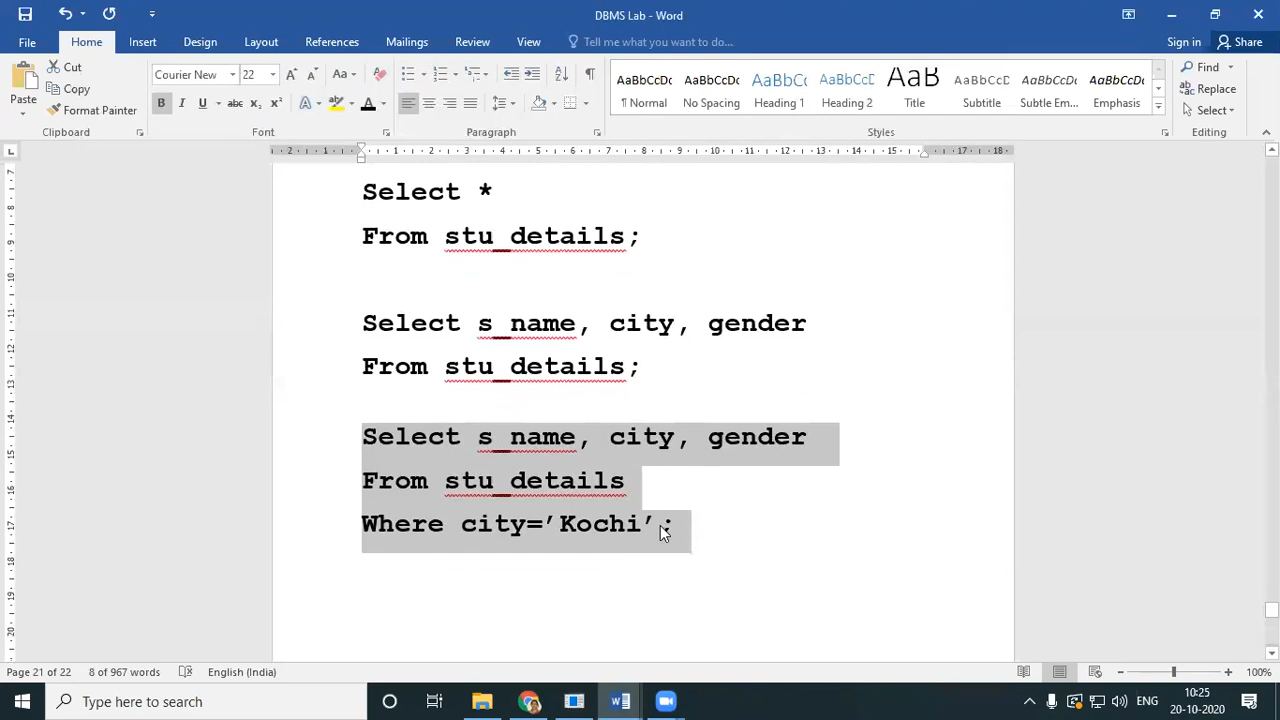 DBMS Lab - Word
Sign in
Share
File
Home
Insert
Design
Layout
References
Mailings
Review
View
Tell me what you want to do...
Paste
Cut
Copy
Format Painter
Clipboard
Courier New
22
Font
Paragraph
AaBbCcDc
¶ Normal
AaBbCcDc
No Spacing
AaBbCc
Heading 1
AaBbCcD
Heading 2
AaB
Title
AaBbCcD
Subtitle
AaBbCcDc
Subtle Em...
AaBbCcDc
Emphasis
Styles
Find
Replace
Select
Editing
Select *
From stu_details;
Select s_name, city, gender
From stu_details;
Select s_name, city, gender
From stu_details
Where city=’Kochi’;
Page 21 of 22
8 of 967 words
English (India)
100%
Type here to search
ENG
10:25
20-10-2020